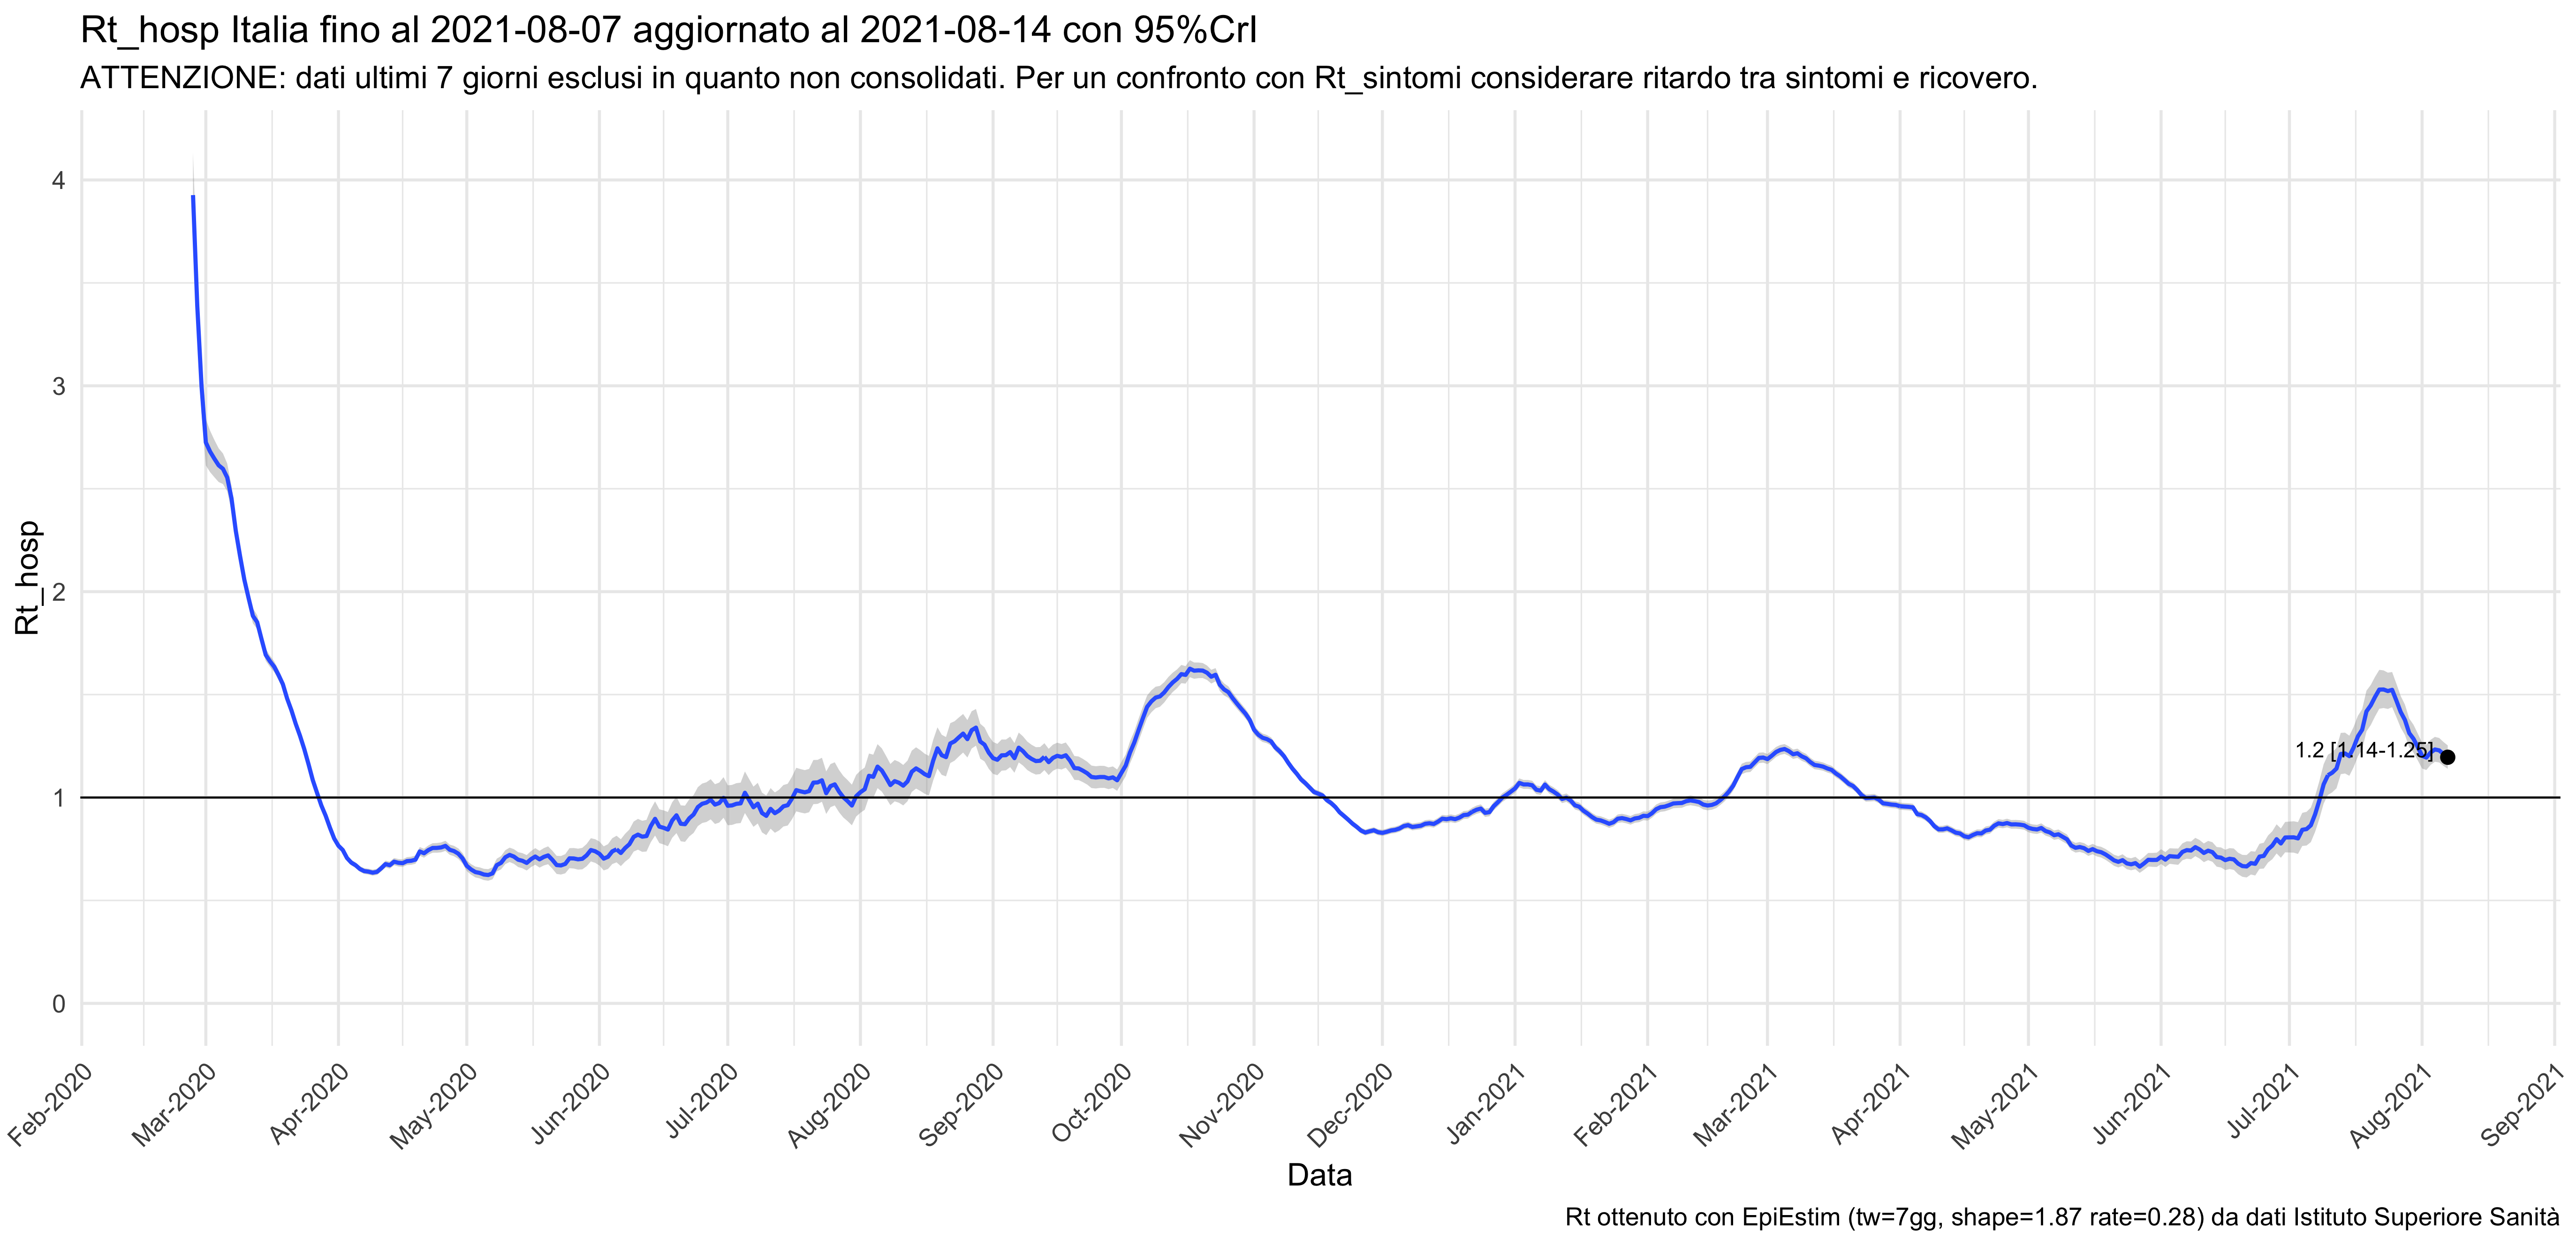 Rt_hosp Italia fino al 2021-08-07 aggiornato al 2021-08-14 con 95%CrI
ATTENZIONE: dati ultimi 7 giorni esclusi in quanto non consolidati. Per un confronto con Rt_sintomi considerare ritardo tra sintomi e ricovero.
4
3
2
1
0
Rt_hosp
1.2 [1.14-1.25]
Feb-2020
Mar-2020
Apr-2020
May-2020
Jun-2020
Jul-2020
Aug-2020
Sep-2020
Oct-2020
Nov-2020
Dec-2020
Jan-2021
Feb-2021
Mar-2021
Apr-2021
May-2021
Jun-2021
Jul-2021
Aug-2021
Sep-2021
Data
Rt ottenuto con EpiEstim (tw=7gg, shape=1.87 rate=0.28) da dati Istituto Superiore Sanità